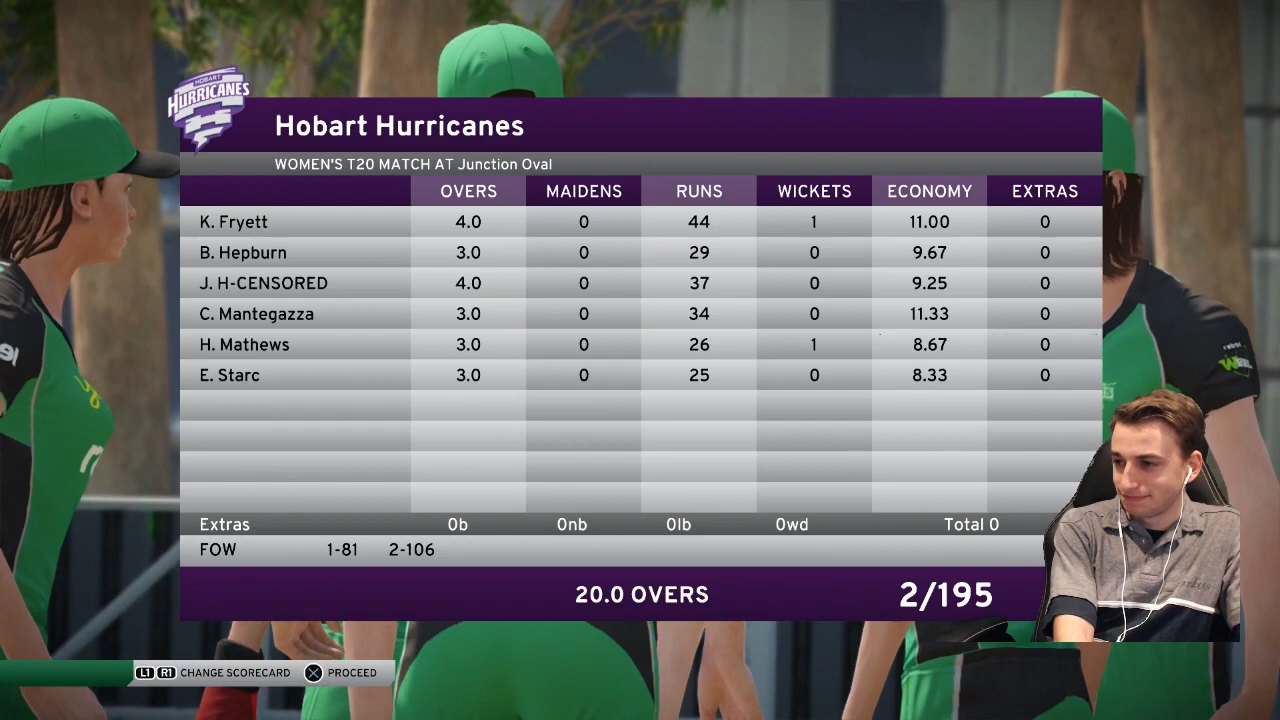 HOBART
HURRICANES
Hobart Hurricanes
WOMEN'S T20 MATCH AT Junction Oval
OVERS MAIDENS RUNS WICKETS ECONOMY EXTRAS
K. Fryett 4.0 0 44 1 11.00 0
B. Hepburn 3.0 0 29 0 9.67 0
J. H-CENSORED 4.0 0 37 0 9.25 0
C. Mantegazza 3.0 0 34 0 11.33 0
H. Mathews 3.0 0 26 1 8.67 0
E. Starc 3.0 0 25 0 8.33 0
Extras 0b 0nb 0lb 0wd Total 0
FOW 1-81 2-106
20.0 OVERS 2/195
L1 R1 CHANGE SCORECARD PROCEED